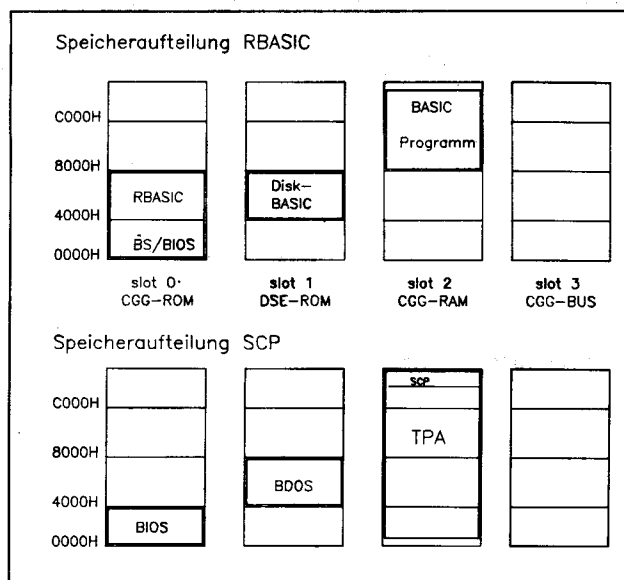 Speicheraufteilung RBASIC
C000H
8000H
4000H
0000H
RBASIC
BS/BIOS
Disk-
BASIC
BASIC
Programm
slot 0
CGG-ROM
slot 1
DSE-ROM
slot 2
CGG-RAM
slot 3
CGG-BUS
Speicheraufteilung SCP
C000H
8000H
4000H
0000H
BIOS
BDOS
SCP
TPA